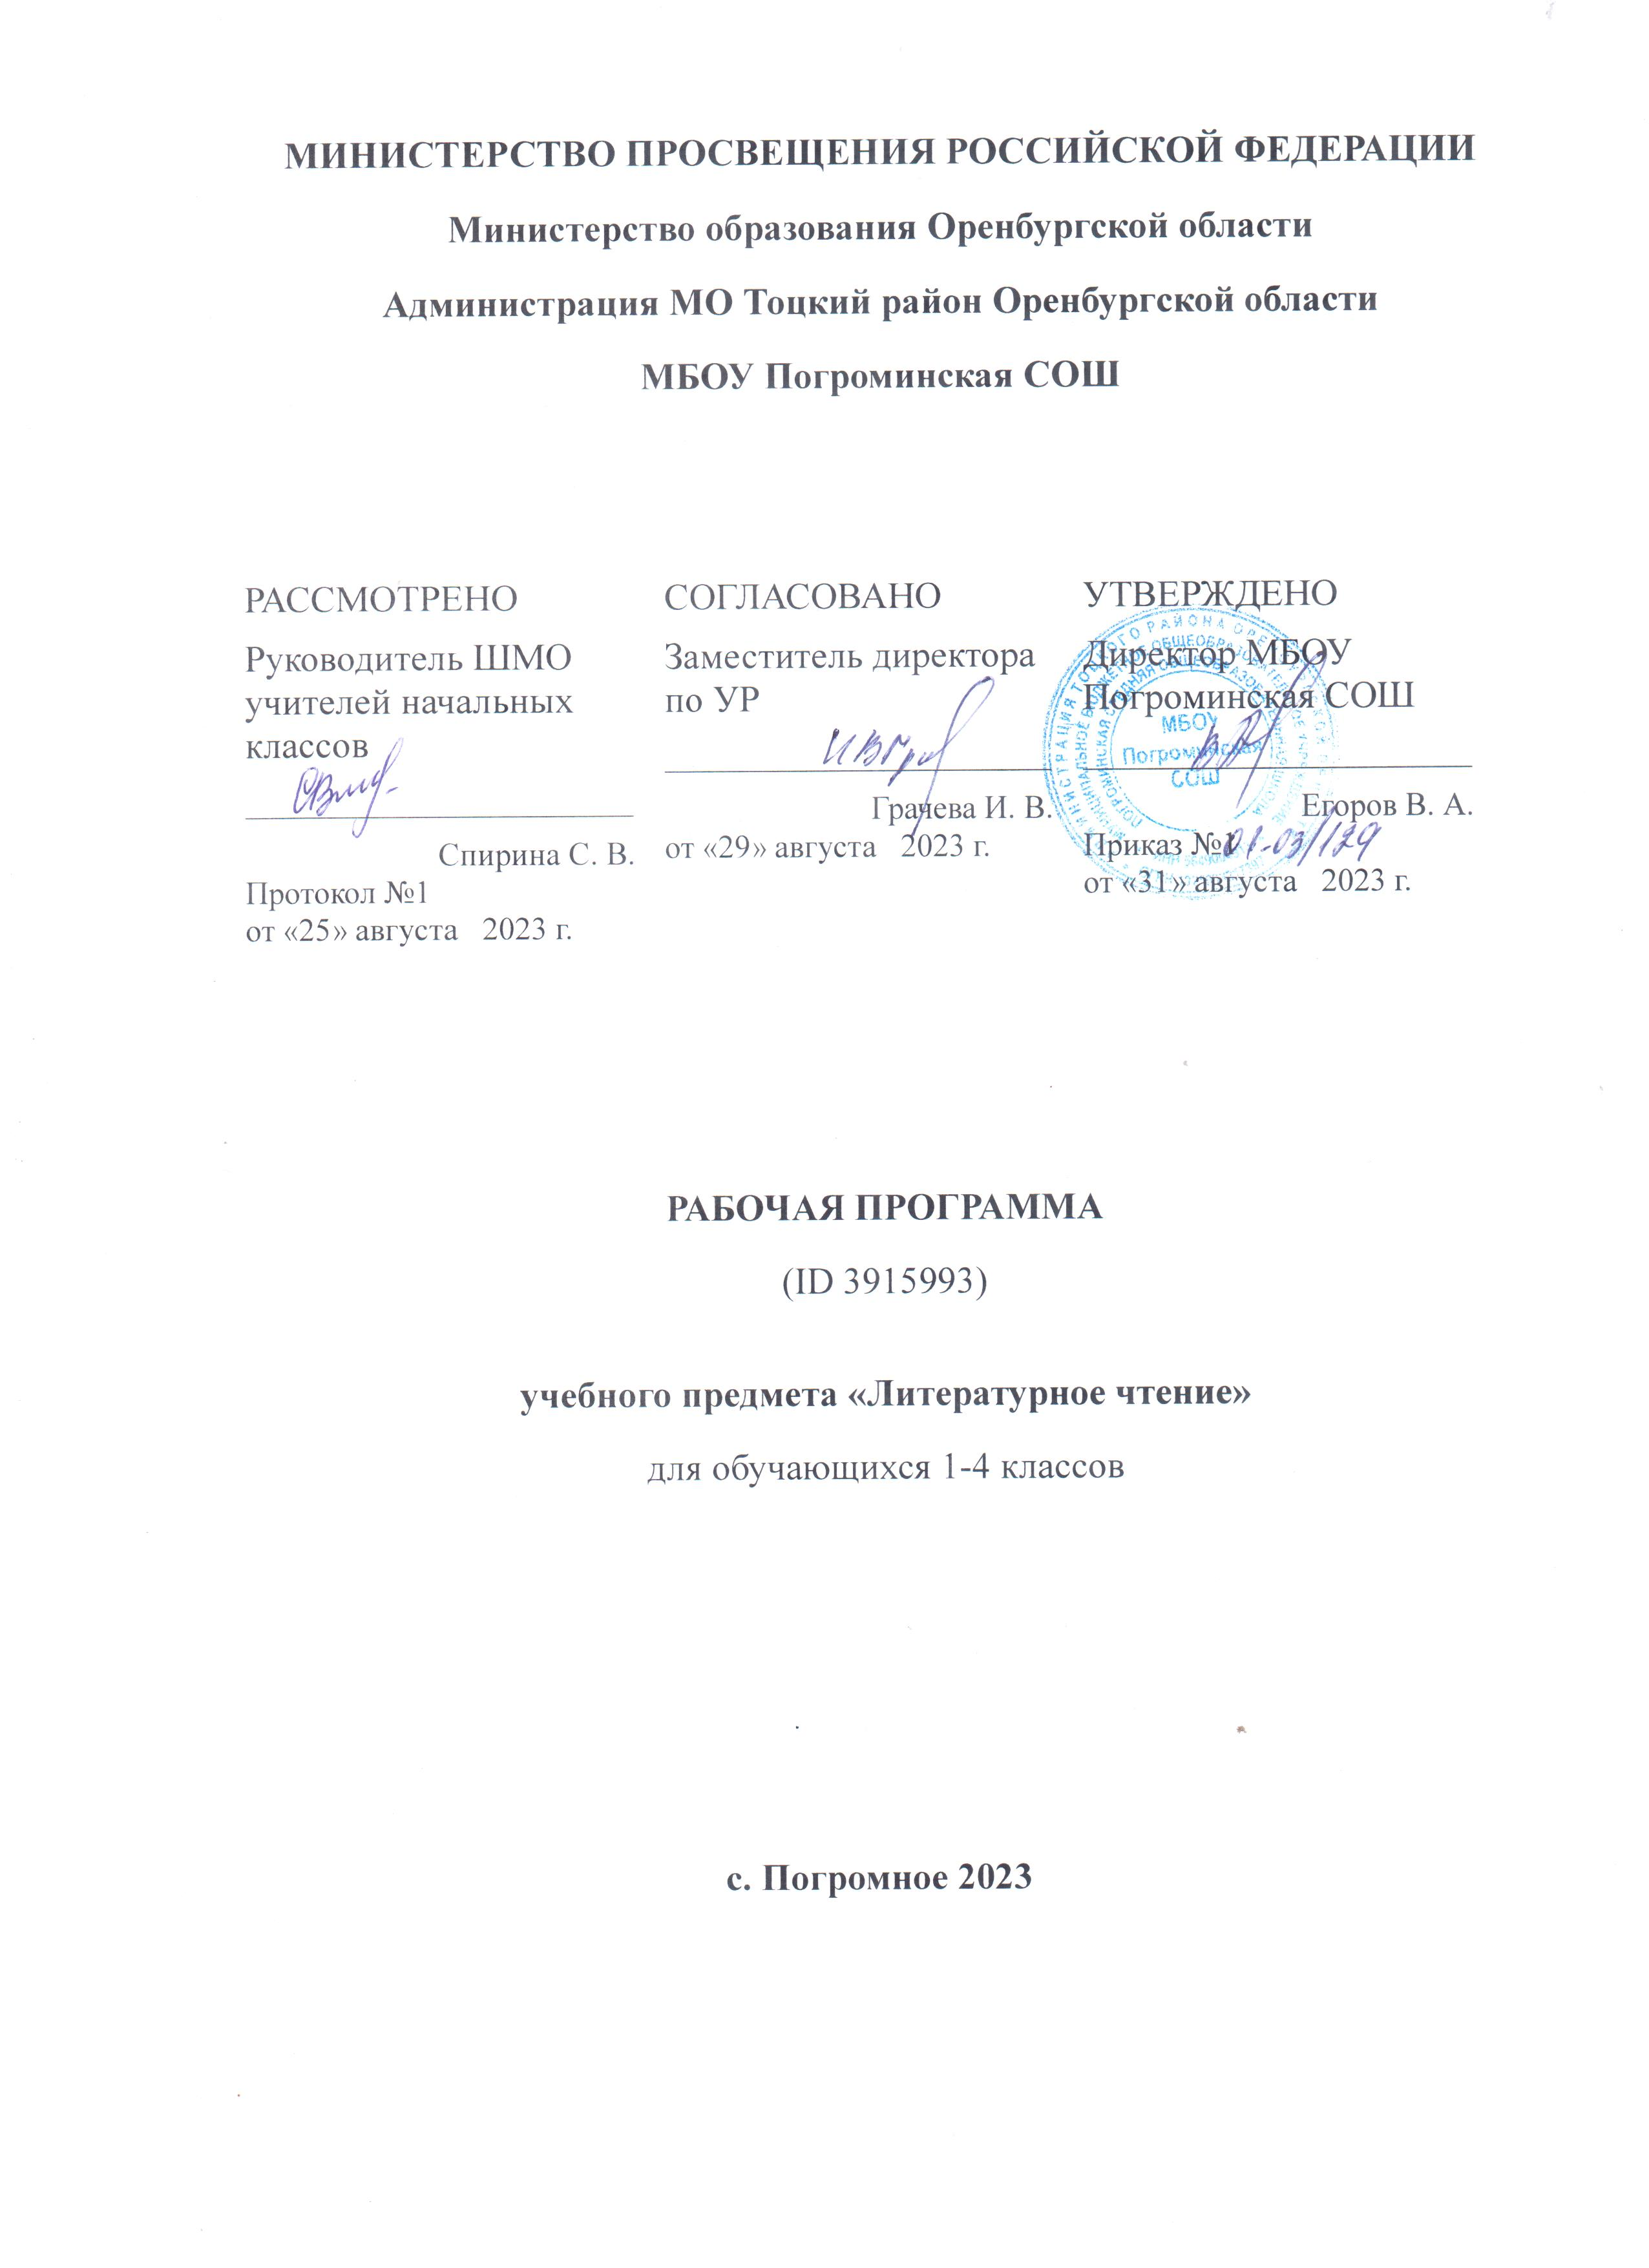 МИНИСТЕРСТВО ПРОСВЕЩЕНИЯ РОССИЙСКОЙ ФЕДЕРАЦИИ
Министерство образования Оренбургской области
Администрация МО Тоцкий район Оренбургской области
МБОУ Погроминская СОШ
РАССМОТРЕНО
Руководитель ШМО
учителей начальных
классов
Спирина С. В.
Протокол №1
от «25» августа 2023 г.
СОГЛАСОВАНО
Заместитель директора
по УР
Грачева И. В.
от «29» августа 2023 г.
УТВЕРЖДЕНО
Директор МБОУ
Погроминская СОШ
Егоров В. А.
Приказ №1 01-03/129
от «31» августа 2023 г.
МБОУ
Погроминская
СОШ
РАБОЧАЯ ПРОГРАММА
(ID 3915993)
учебного предмета «Литературное чтение»
для обучающихся 1-4 классов
с. Погромное 2023